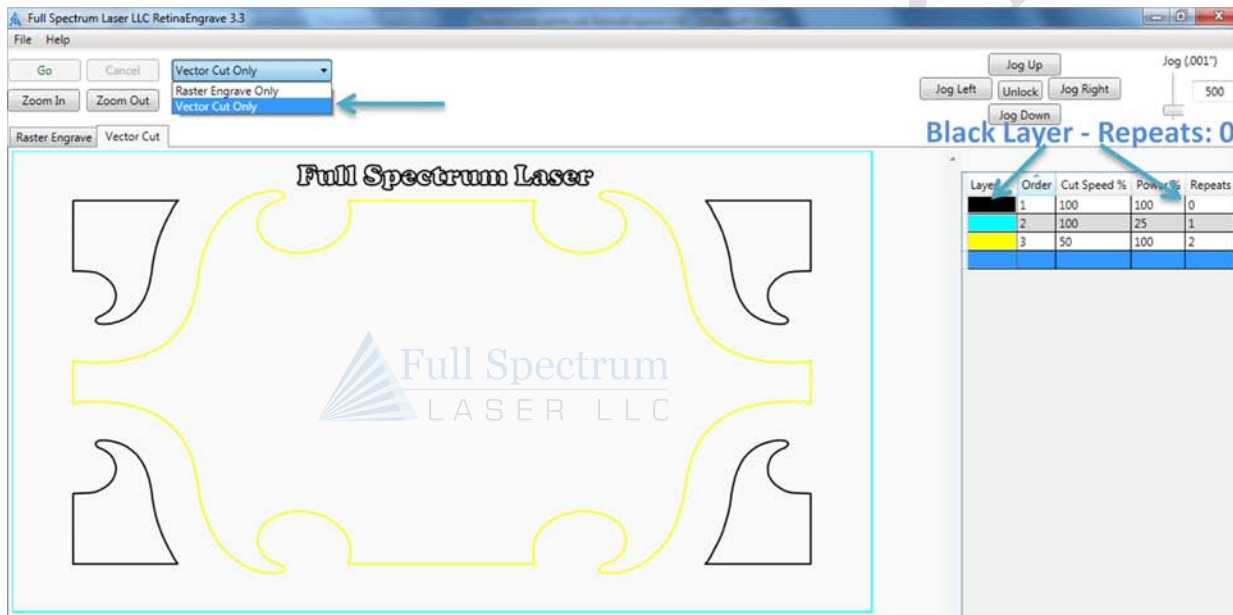 Full Spectrum Laser LLC RetinaEngrave 3.3
File Help
Go Cancel Vector Cut Only
Raster Engrave Only
Vector Cut Only
Zoom In Zoom Out
Jog Up Jog (.001")
Jog Left Unlock Jog Right 500
Jog Down
Raster Engrave Vector Cut
Black Layer - Repeats: 0
Full Spectrum Laser
Layer Order Cut Speed % Power % Repeats
1 100 100 0
2 100 25 1
3 50 100 2
Full Spectrum
LASER LLC